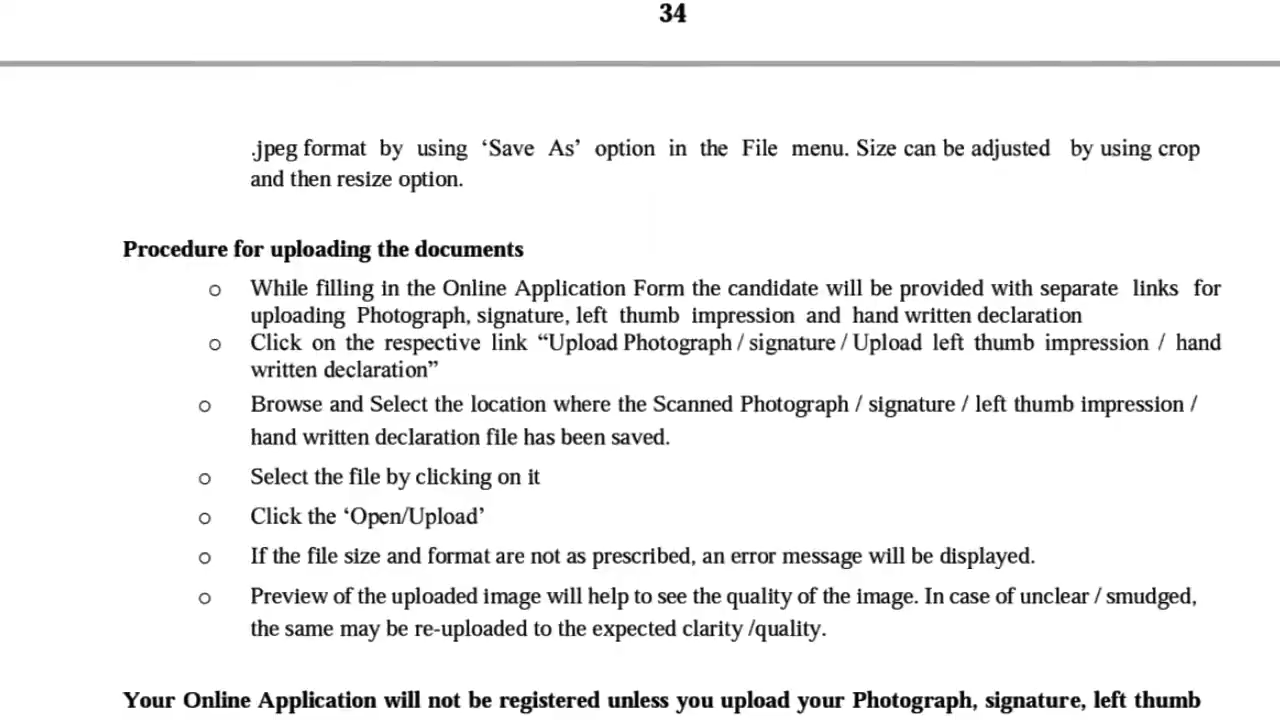 34
.jpeg format by using ‘Save As’ option in the File menu. Size can be adjusted by using crop
and then resize option.
Procedure for uploading the documents
o While filling in the Online Application Form the candidate will be provided with separate links for
uploading Photograph, signature, left thumb impression and hand written declaration
o Click on the respective link “Upload Photograph / signature / Upload left thumb impression / hand
written declaration”
o Browse and Select the location where the Scanned Photograph / signature / left thumb impression /
hand written declaration file has been saved.
o Select the file by clicking on it
o Click the ‘Open/Upload’
o If the file size and format are not as prescribed, an error message will be displayed.
o Preview of the uploaded image will help to see the quality of the image. In case of unclear / smudged,
the same may be re-uploaded to the expected clarity /quality.
Your Online Application will not be registered unless you upload your Photograph, signature, left thumb